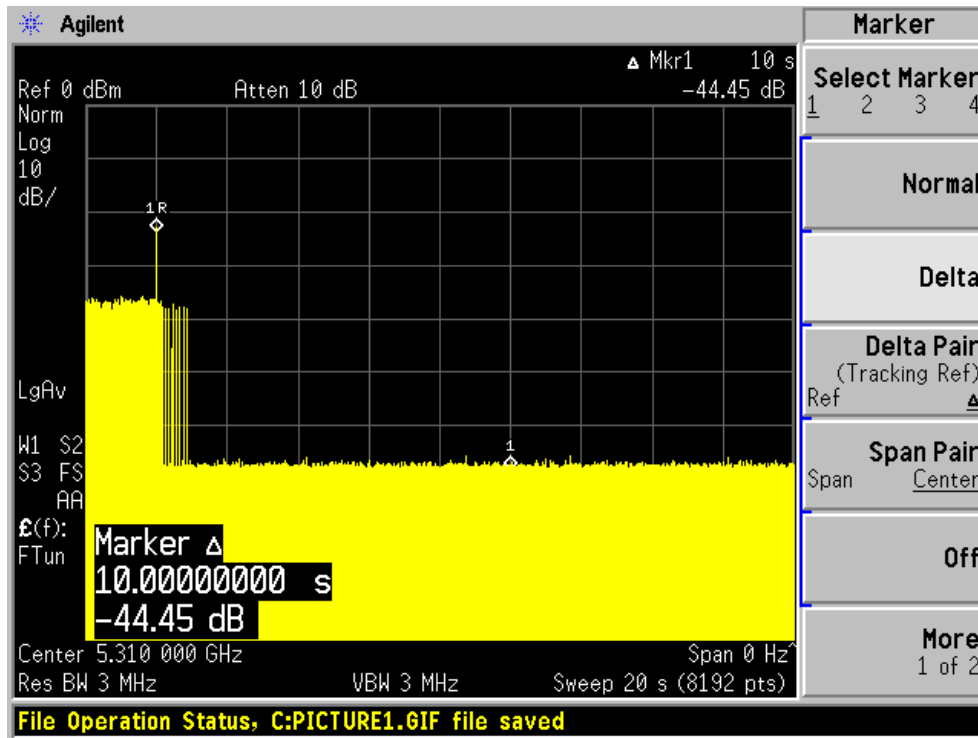 Agilent
Marker
Δ Mkr1 10 s
Ref 0 dBm Atten 10 dB -44.45 dB
Norm
Log
10
dB/
1R
LgAv
1
W1 S2
S3 FS
AA
£(f):
FTun
Marker Δ
10.00000000 s
-44.45 dB
Center 5.310 000 GHz Span 0 Hz^
Res BW 3 MHz VBW 3 MHz Sweep 20 s (8192 pts)
File Operation Status, C:PICTURE1.GIF file saved
Select Marker
1 2 3 4
Normal
Delta
Delta Pair
(Tracking Ref)
Ref Δ
Span Pair
Span Center
Off
More
1 of 2